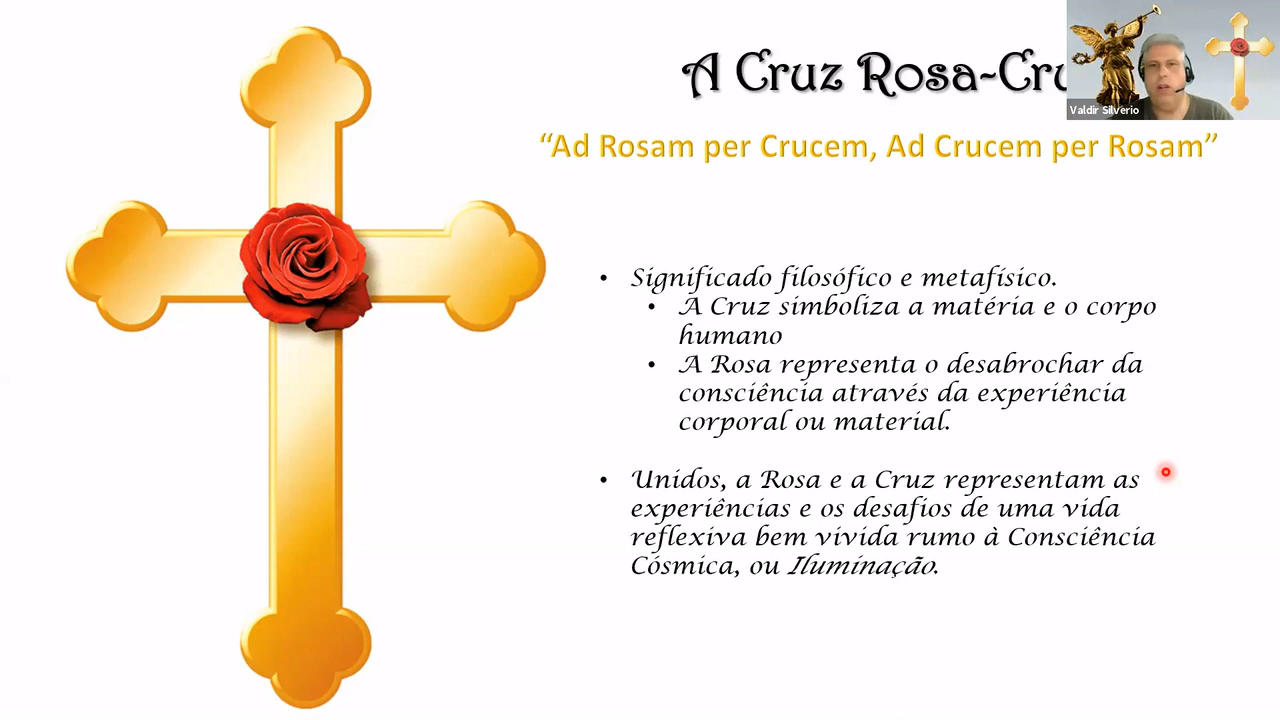 A Cruz Rosa-Cru
Valdir Silverio
“Ad Rosam per Crucem, Ad Crucem per Rosam”
• Significado filosófico e metafísico.
• A Cruz simboliza a matéria e o corpo
humano
• A Rosa representa o desabrochar da
consciência através da experiência
corporal ou material.
• Unidos, a Rosa e a Cruz representam as
experiências e os desafios de uma vida
reflexiva bem vivida rumo à Consciência
Cósmica, ou Iluminação.